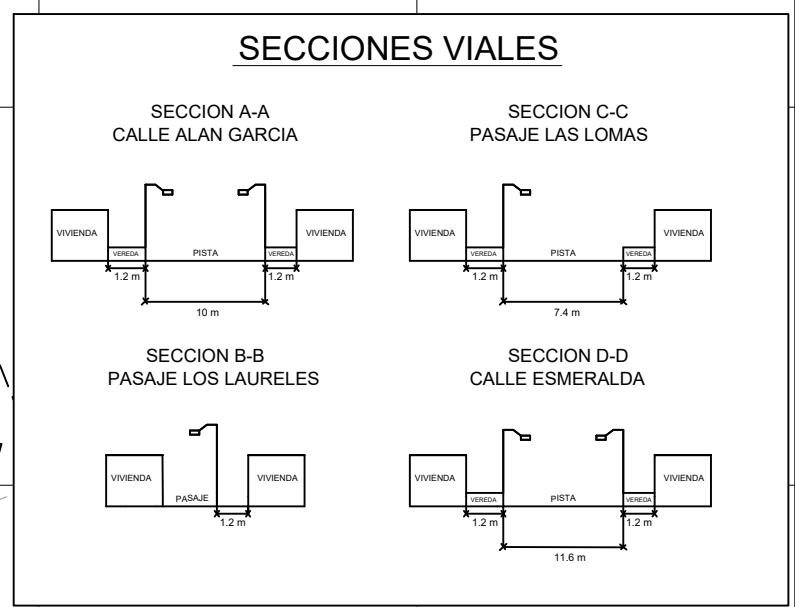 SECCIONES VIALES
SECCION A-A
CALLE ALAN GARCIA
VIVIENDA
VEREDA
PISTA
VEREDA
VIVIENDA
1.2 m
1.2 m
10 m
SECCION C-C
PASAJE LAS LOMAS
VIVIENDA
VEREDA
PISTA
VEREDA
VIVIENDA
1.2 m
1.2 m
7.4 m
SECCION B-B
PASAJE LOS LAURELES
VIVIENDA
PASAJE
VIVIENDA
1.2 m
SECCION D-D
CALLE ESMERALDA
VIVIENDA
VEREDA
PISTA
VEREDA
VIVIENDA
1.2 m
1.2 m
11.6 m